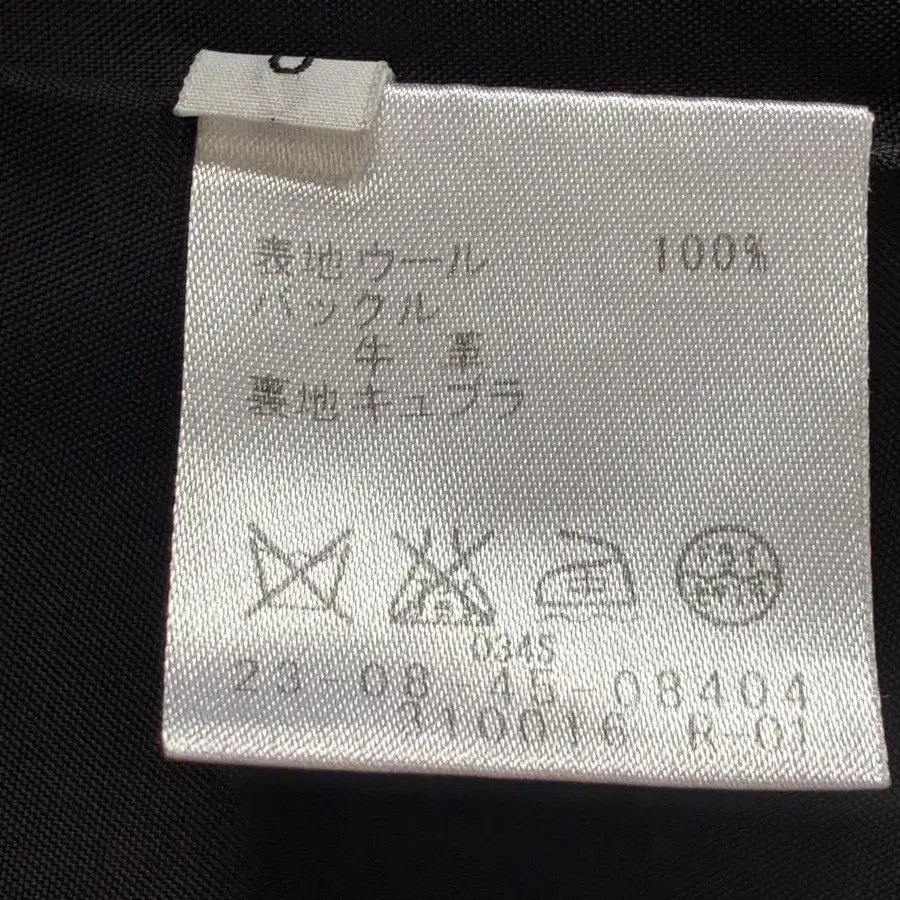 表地ウール 100%
バックル
牛 革
裏地キュプラ
中
0345
23-08-45-08404
310016 R-01